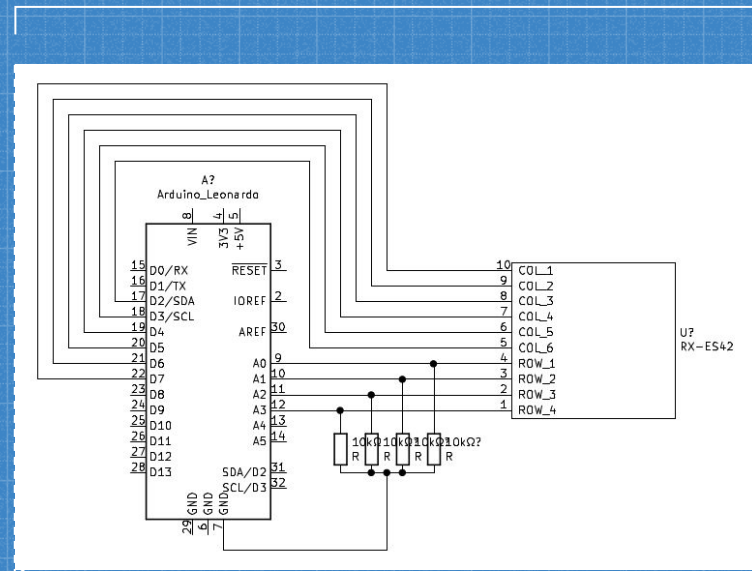 A?
Arduino_Leonardo
8 4 5
VIN 3V3 +5V
15 D0/RX RESET 3
16 D1/TX
17 D2/SDA IOREF 2
18 D3/SCL
19 D4 AREF 30
20 D5
21 D6 A0 9
22 D7 A1 10
23 D8 A2 11
24 D9 A3 12
25 D10 A4 13
26 D11 A5 14
27 D12
28 D13 SDA/D2 31
SCL/D3 32
GND GND GND
29 6 7
10 COL_1
9 COL_2
8 COL_3
7 COL_4
6 COL_5
5 COL_6
4 ROW_1
3 ROW_2
2 ROW_3
1 ROW_4
U?
RX-ES42
10kΩ? 10kΩ? 10kΩ? 10kΩ?
R R R R